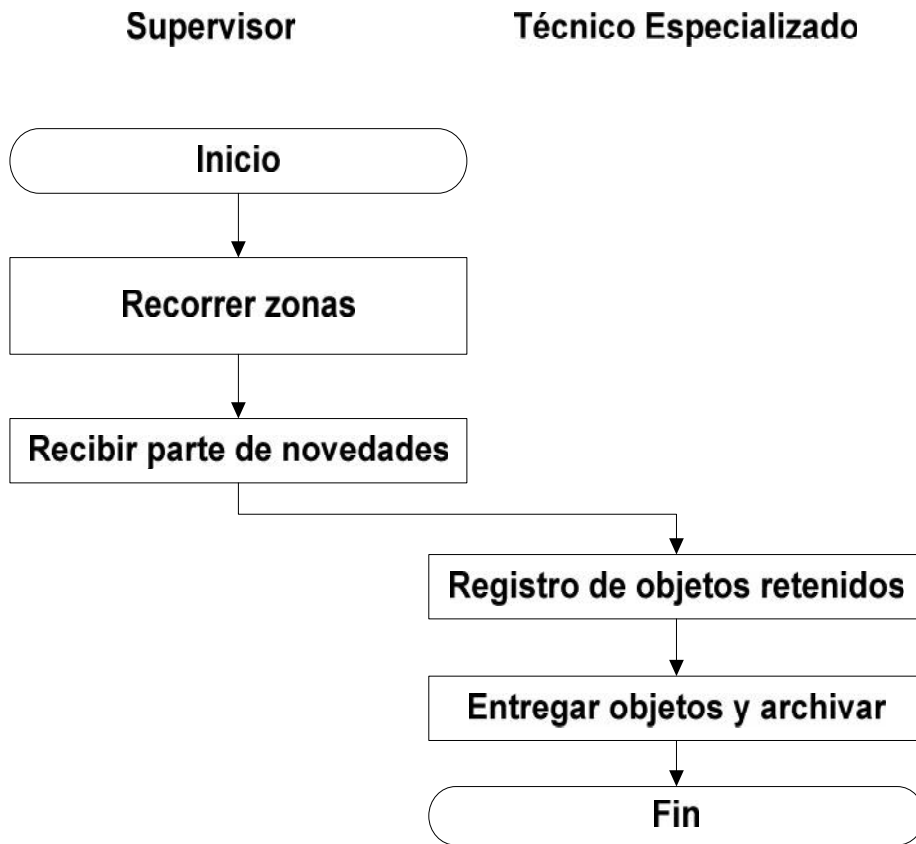 Supervisor
Técnico Especializado
Inicio
Recorrer zonas
Recibir parte de novedades
Registro de objetos retenidos
Entregar objetos y archivar
Fin